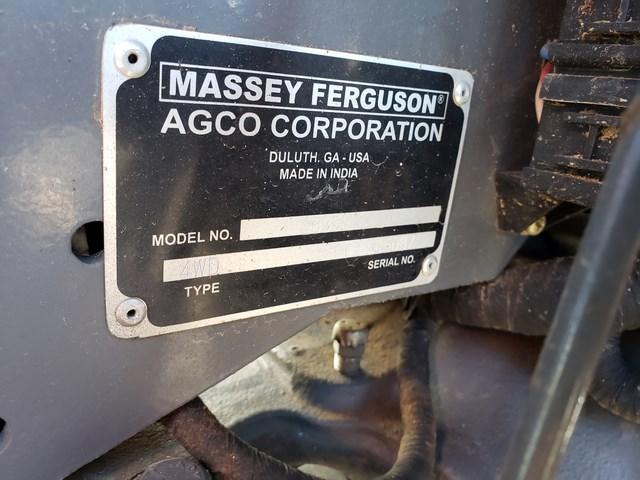 MASSEY FERGUSON®
AGCO CORPORATION
DULUTH. GA - USA
MADE IN INDIA
MODEL NO.
4WD
TYPE
SERIAL NO.